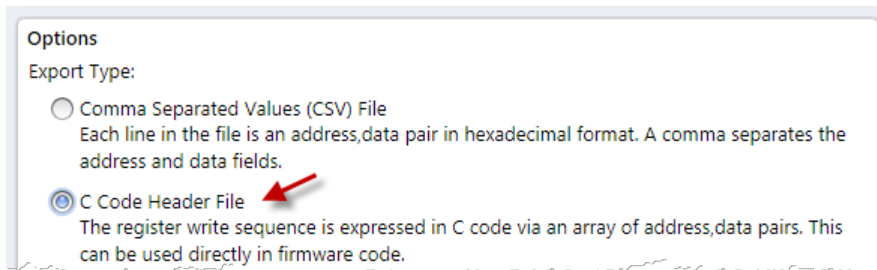 Options
Export Type:
Comma Separated Values (CSV) File
Each line in the file is an address,data pair in hexadecimal format. A comma separates the
address and data fields.
C Code Header File
The register write sequence is expressed in C code via an array of address,data pairs. This
can be used directly in firmware code.